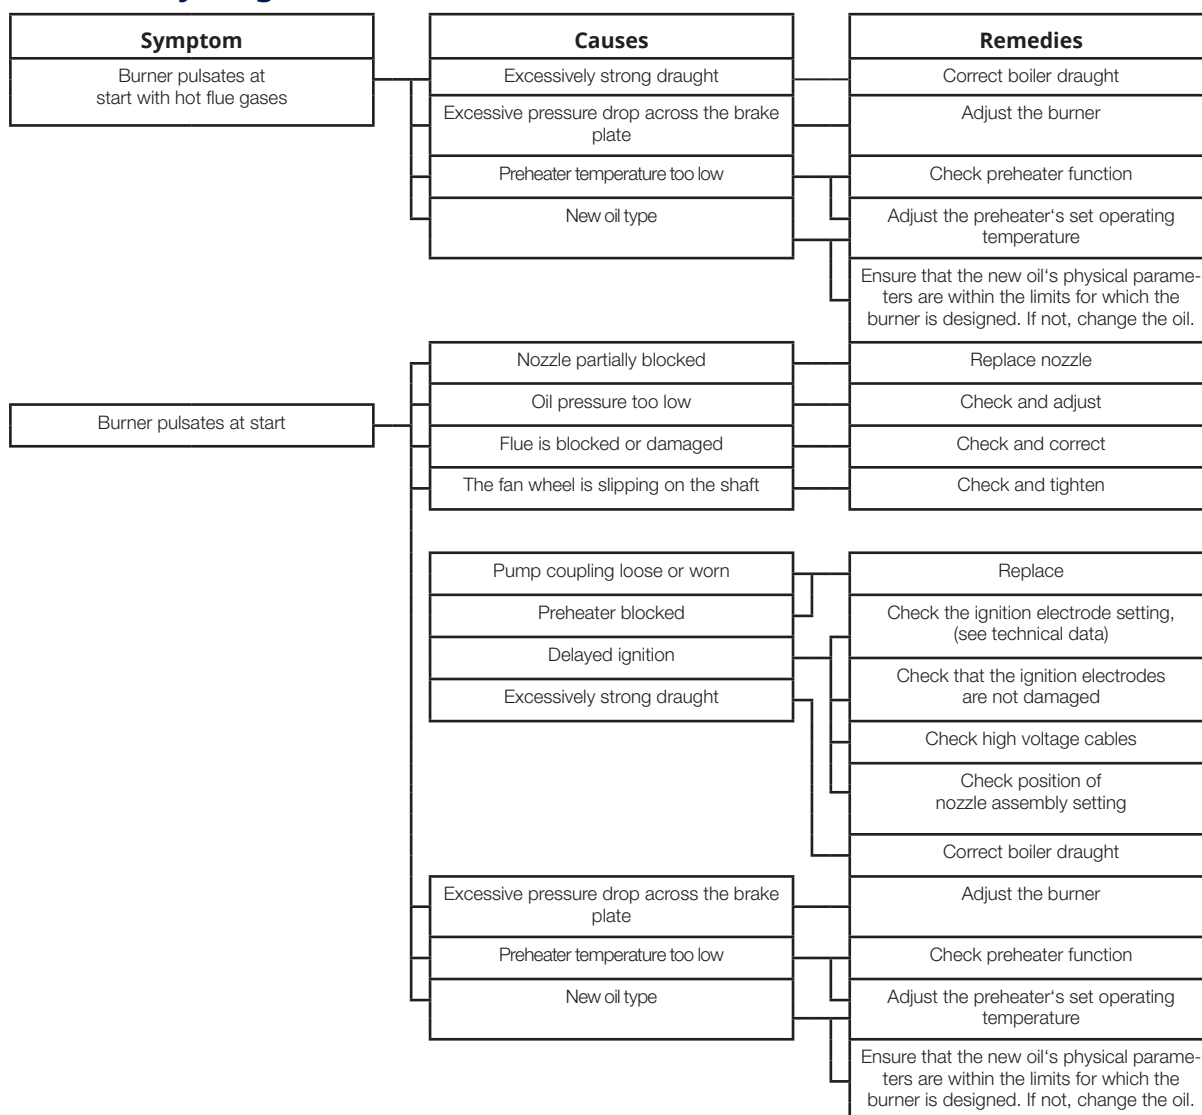 Symptom
Causes
Remedies
Burner pulsates at
start with hot flue gases
Excessively strong draught
Correct boiler draught
Excessive pressure drop across the brake
plate
Adjust the burner
Preheater temperature too low
Check preheater function
New oil type
Adjust the preheater‘s set operating
temperature
Ensure that the new oil‘s physical parame-
ters are within the limits for which the
burner is designed. If not, change the oil.
Burner pulsates at start
Nozzle partially blocked
Replace nozzle
Oil pressure too low
Check and adjust
Flue is blocked or damaged
Check and correct
The fan wheel is slipping on the shaft
Check and tighten
Pump coupling loose or worn
Replace
Preheater blocked
Check the ignition electrode setting,
(see technical data)
Delayed ignition
Check that the ignition electrodes
are not damaged
Excessively strong draught
Check high voltage cables
Check position of
nozzle assembly setting
Correct boiler draught
Excessive pressure drop across the brake
plate
Adjust the burner
Preheater temperature too low
Check preheater function
New oil type
Adjust the preheater‘s set operating
temperature
Ensure that the new oil‘s physical parame-
ters are within the limits for which the
burner is designed. If not, change the oil.